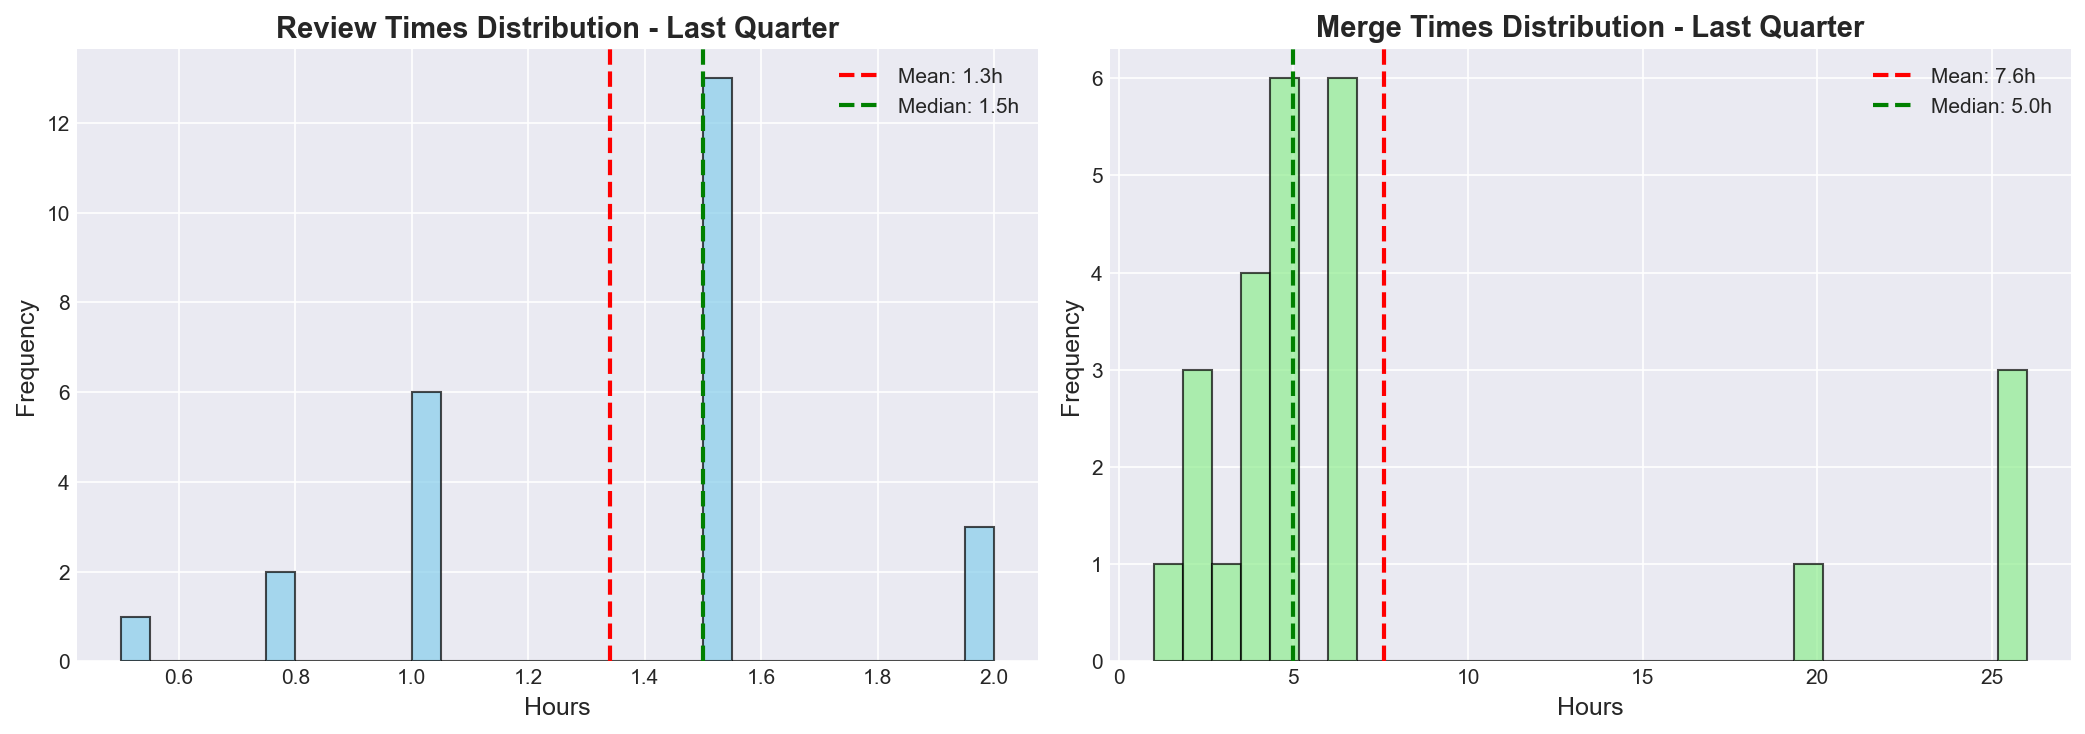 Review Times Distribution - Last Quarter
Mean: 1.3h
Median: 1.5h
Frequency
12
10
8
6
4
2
0
0.6 0.8 1.0 1.2 1.4 1.6 1.8 2.0
Hours
Merge Times Distribution - Last Quarter
Mean: 7.6h
Median: 5.0h
Frequency
6
5
4
3
2
1
0
0 5 10 15 20 25
Hours